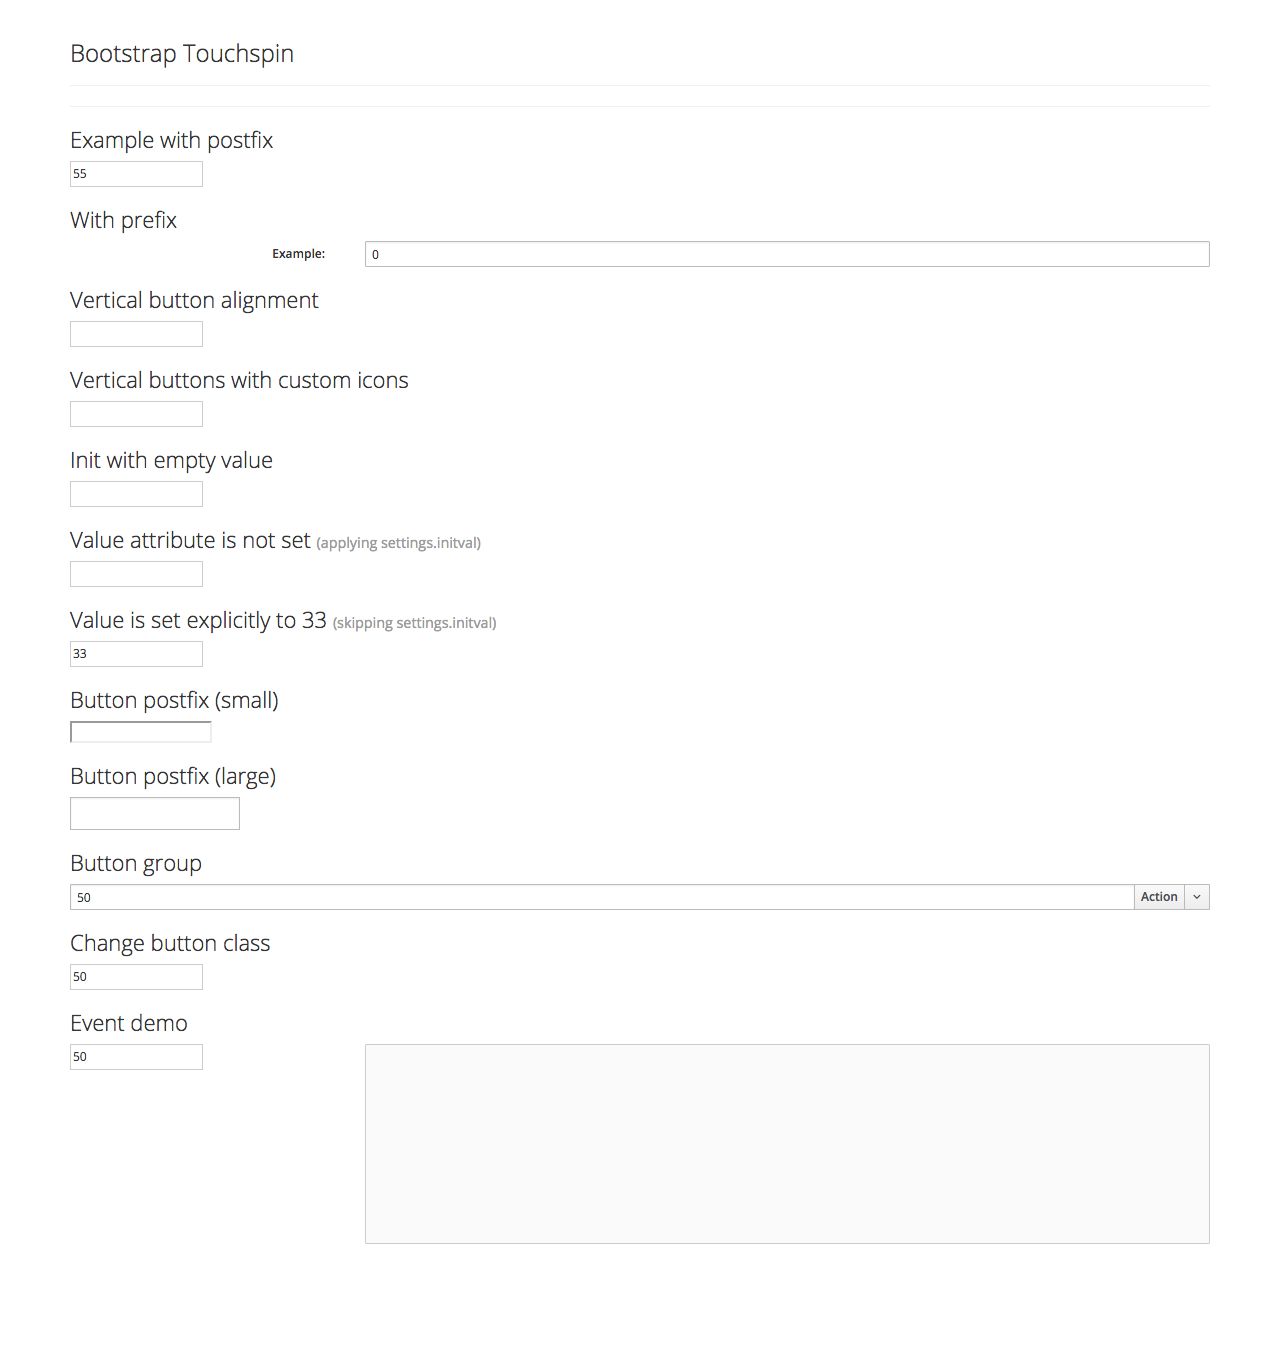 Bootstrap Touchspin
Example with postfix
55
With prefix
Example: 0
Vertical button alignment
Vertical buttons with custom icons
Init with empty value
Value attribute is not set (applying settings.initval)
Value is set explicitly to 33 (skipping settings.initval)
33
Button postfix (small)
Button postfix (large)
Button group
50 Action
Change button class
50
Event demo
50